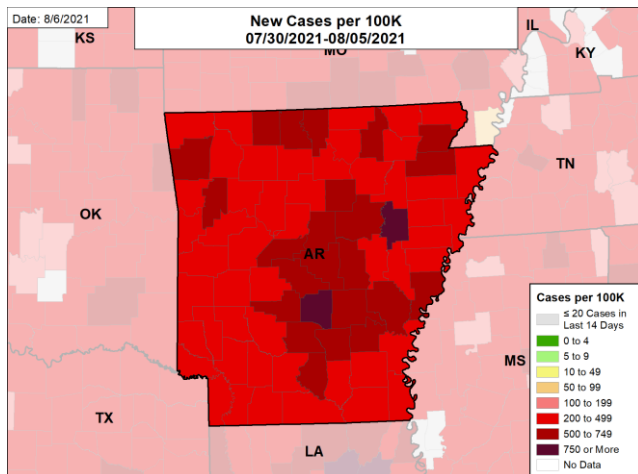 Date: 8/6/2021
New Cases per 100K
07/30/2021-08/05/2021
KS
MO
IL
KY
OK
AR
TN
TX
LA
MS
Cases per 100K
≤ 20 Cases in
Last 14 Days
0 to 4
5 to 9
10 to 49
50 to 99
100 to 199
200 to 499
500 to 749
750 or More
No Data